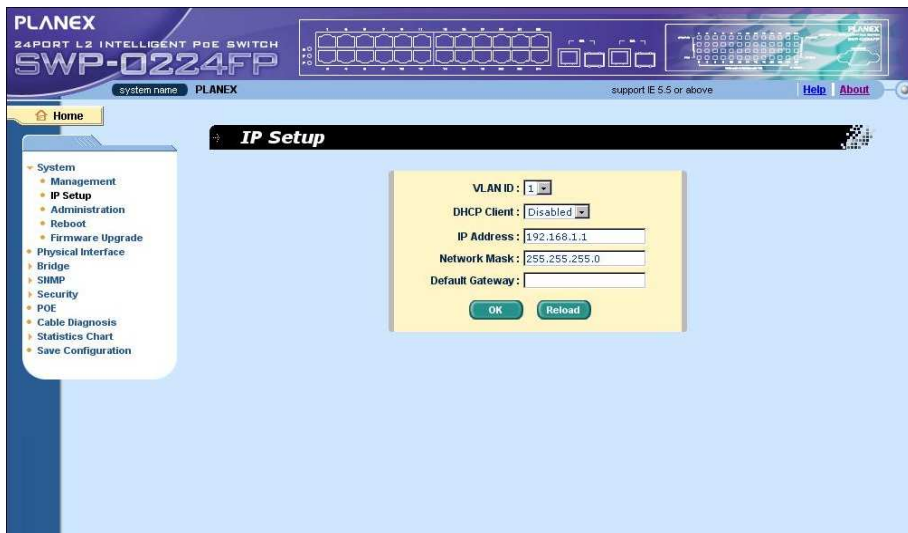 PLANEX
24PORT L2 INTELLIGENT POE SWITCH
SWP-0224FP
PLANEX
system name PLANEX support IE 5.5 or above Help About
Home
IP Setup
System
Management
IP Setup
Administration
Reboot
Firmware Upgrade
Physical Interface
Bridge
SNMP
Security
POE
Cable Diagnosis
Statistics Chart
Save Configuration
VLAN ID : 1
DHCP Client : Disabled
IP Address : 192.168.1.1
Network Mask : 255.255.255.0
Default Gateway :
OK Reload